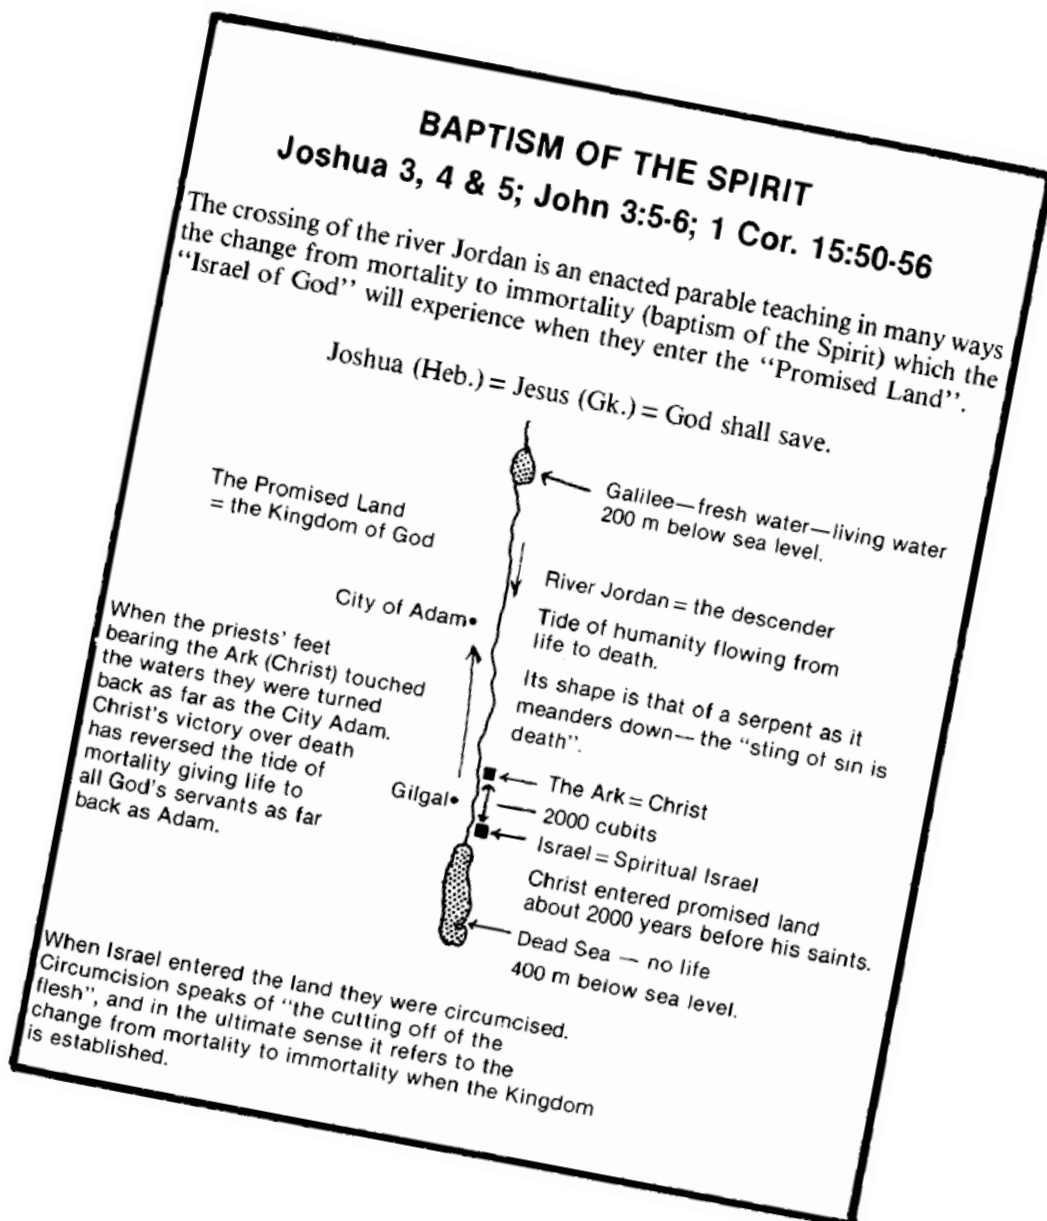 BAPTISM OF THE SPIRIT
Joshua 3, 4 & 5; John 3:5-6; 1 Cor. 15:50-56
The crossing of the river Jordan is an enacted parable teaching in many ways
the change from mortality to immortality (baptism of the Spirit) which the
“Israel of God” will experience when they enter the “Promised Land”.
Joshua (Heb.) = Jesus (Gk.) = God shall save.
The Promised Land
= the Kingdom of God
Galilee—fresh water—living water
200 m below sea level.
City of Adam
River Jordan = the descender
Tide of humanity flowing from
life to death.
Its shape is that of a serpent as it
meanders down— the “sting of sin is
death”.
When the priests’ feet
bearing the Ark (Christ) touched
the waters they were turned
back as far as the City Adam.
Christ’s victory over death
has reversed the tide of
mortality giving life to
all God’s servants as far
back as Adam.
Gilgal
The Ark = Christ
2000 cubits
Israel = Spiritual Israel
Christ entered promised land
about 2000 years before his saints.
Dead Sea — no life
400 m below sea level.
When Israel entered the land they were circumcised.
Circumcision speaks of “the cutting off of the
flesh”, and in the ultimate sense it refers to the
change from mortality to immortality when the Kingdom
is established.